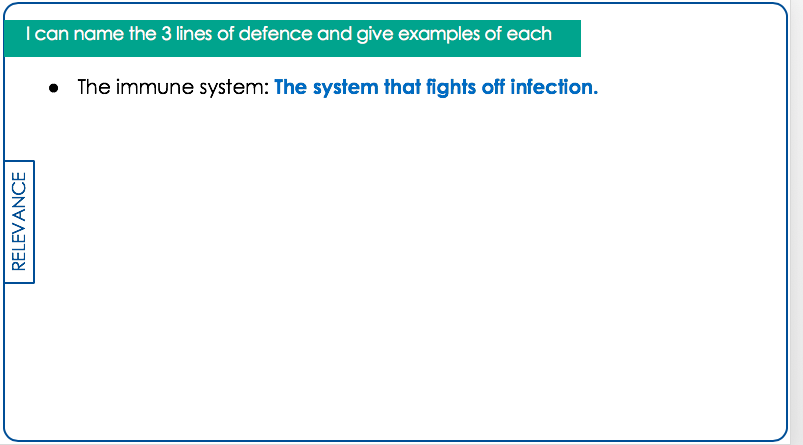 I can name the 3 lines of defence and give examples of each
● The immune system: The system that fights off infection.
RELEVANCE